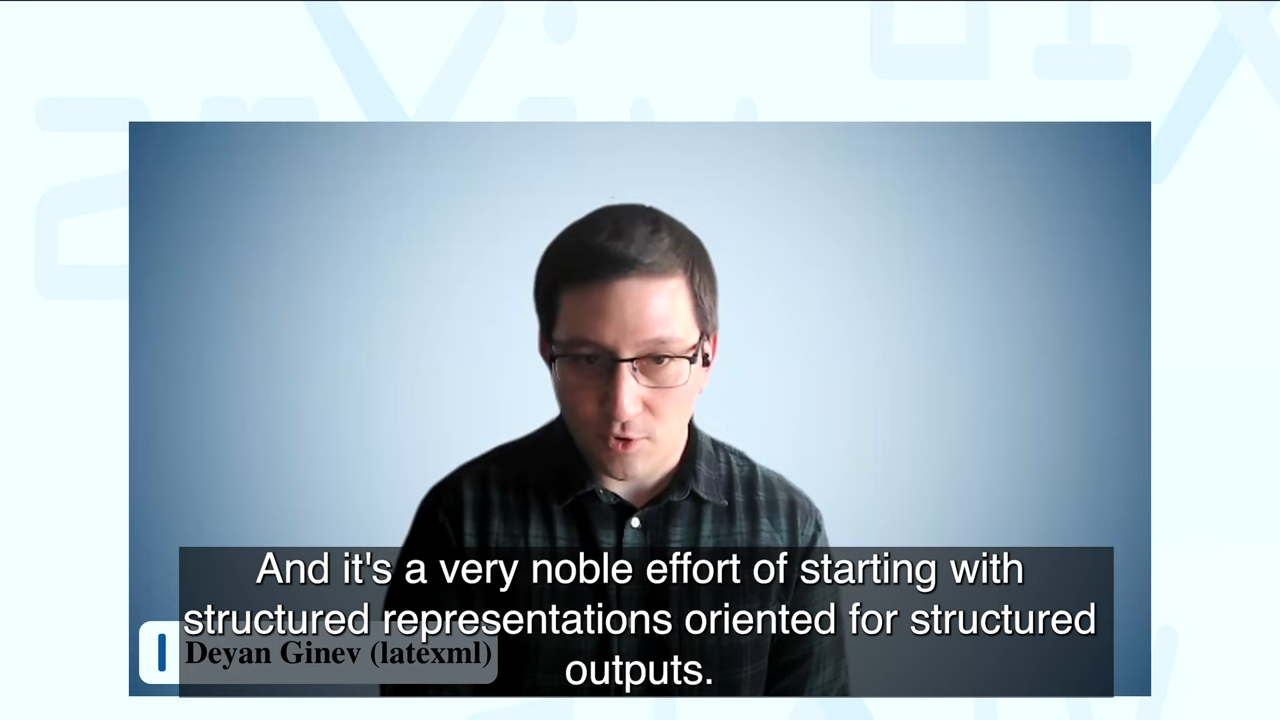 And it's a very noble effort of starting with
structured representations oriented for structured
Deyan Ginev (latexml)
outputs.